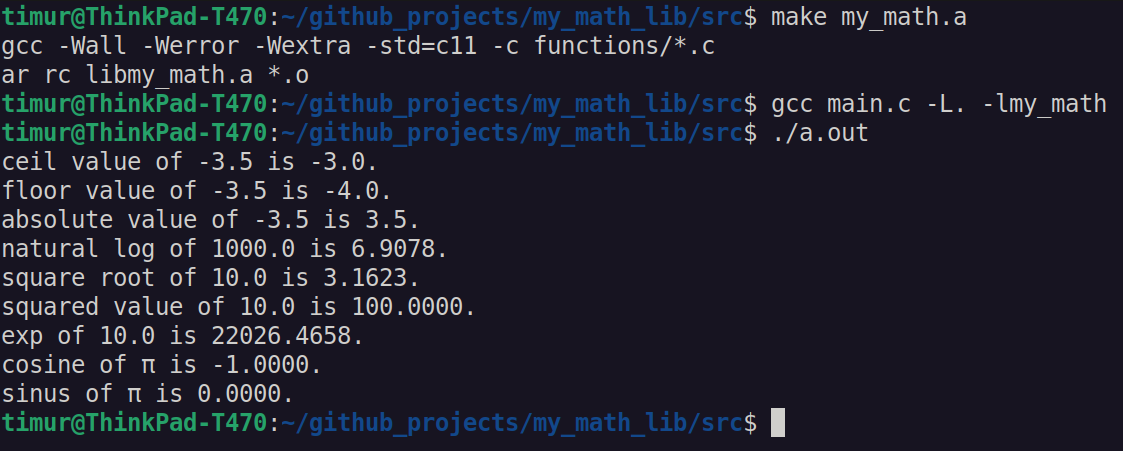 timur@ThinkPad-T470:~/github_projects/my_math_lib/src$ make my_math.a
gcc -Wall -Werror -Wextra -std=c11 -c functions/*.c
ar rc libmy_math.a *.o
timur@ThinkPad-T470:~/github_projects/my_math_lib/src$ gcc main.c -L. -lmy_math
timur@ThinkPad-T470:~/github_projects/my_math_lib/src$ ./a.out
ceil value of -3.5 is -3.0.
floor value of -3.5 is -4.0.
absolute value of -3.5 is 3.5.
natural log of 1000.0 is 6.9078.
square root of 10.0 is 3.1623.
squared value of 10.0 is 100.0000.
exp of 10.0 is 22026.4658.
cosine of π is -1.0000.
sinus of π is 0.0000.
timur@ThinkPad-T470:~/github_projects/my_math_lib/src$